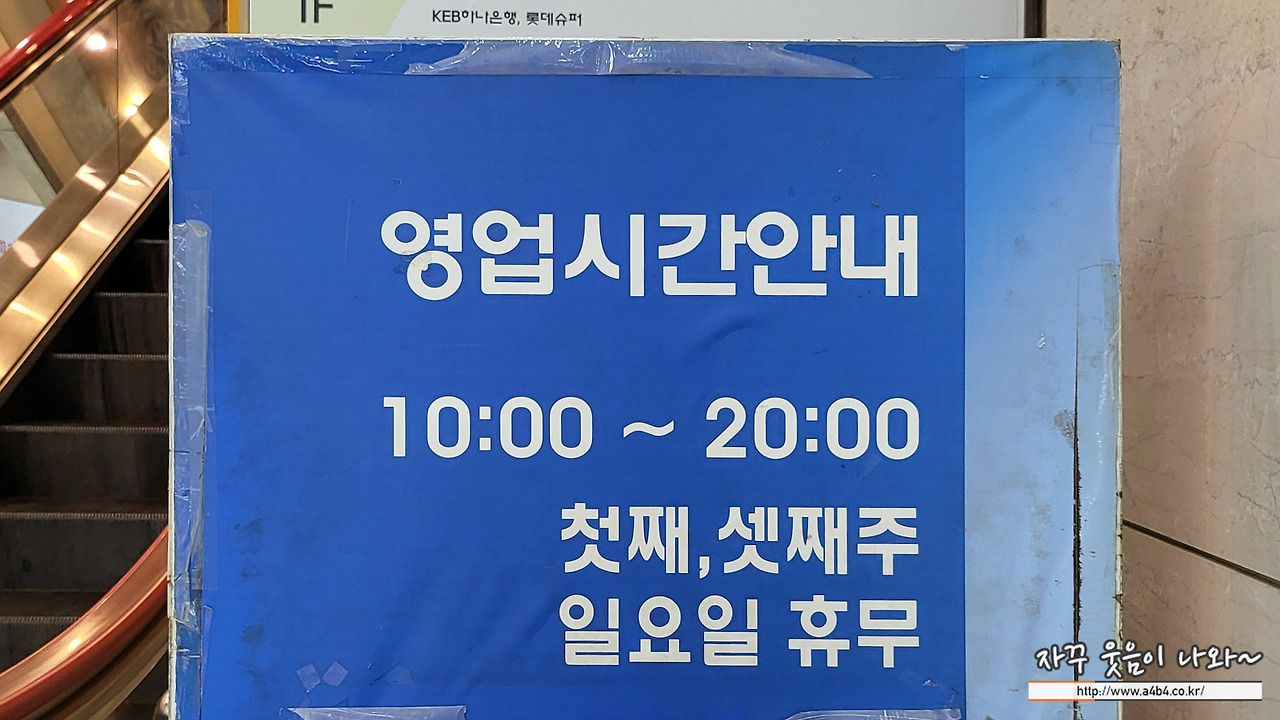 1F
KEB하나은행, 롯데슈퍼
영업시간안내
10:00 ~ 20:00
첫째,셋째주
일요일 휴무
자꾸 웃음이 나와~
http://www.a4b4.co.kr/